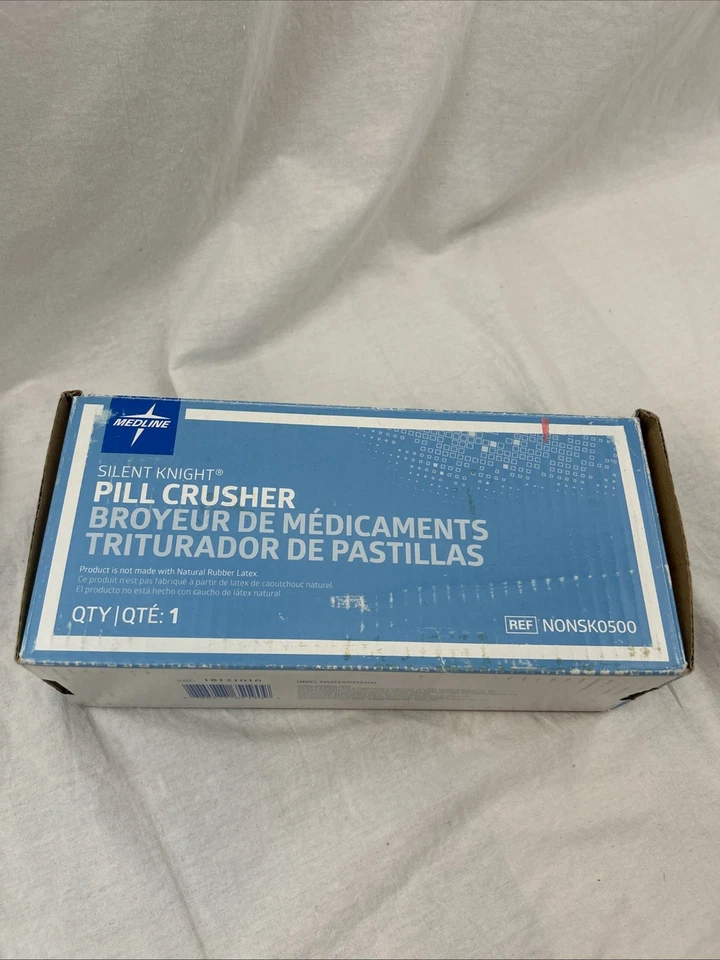 MEDLINE
SILENT KNIGHT®
PILL CRUSHER
BROYEUR DE MÉDICAMENTS
TRITURADOR DE PASTILLAS
Product is not made with Natural Rubber Latex
Ce produit n'est pas fabriqué à partir de latex de caoutchouc naturel
El producto no está hecho con caucho de látex natural
QTY | QTÉ: 1
REF NONSK0500